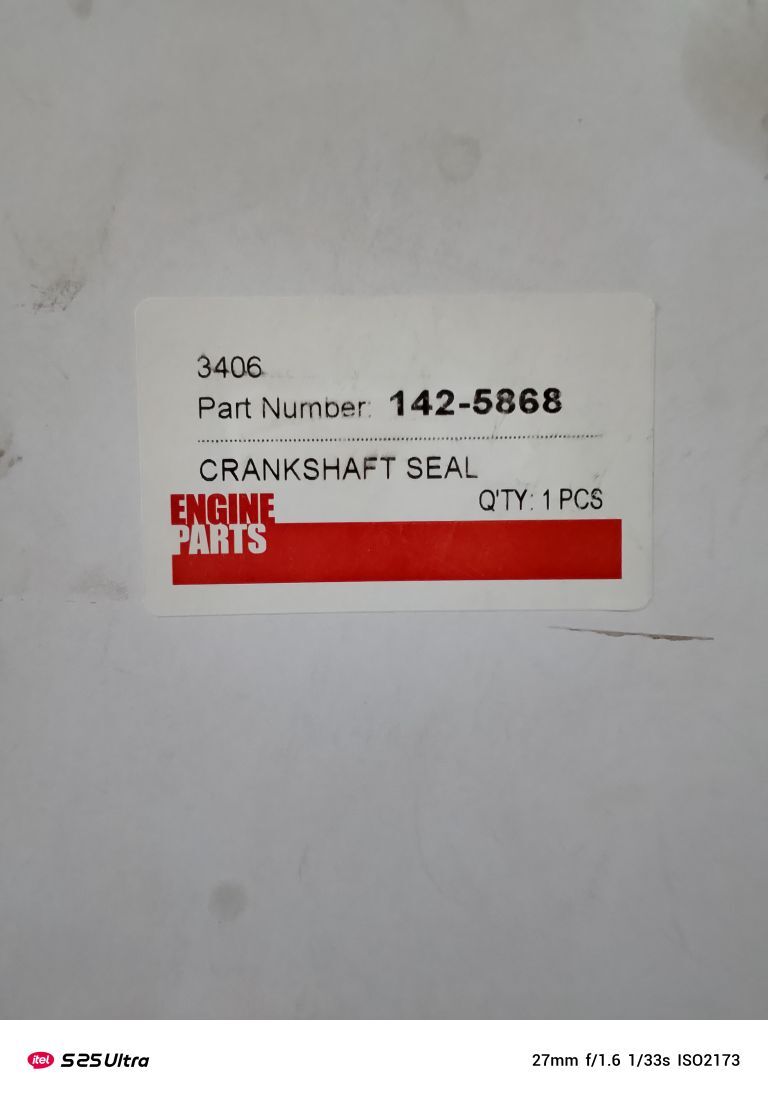 3406
Part Number: 142-5868
CRANKSHAFT SEAL
Q'TY: 1 PCS
ENGINE
PARTS
itel S25 Ultra
27mm f/1.6 1/33s ISO2173